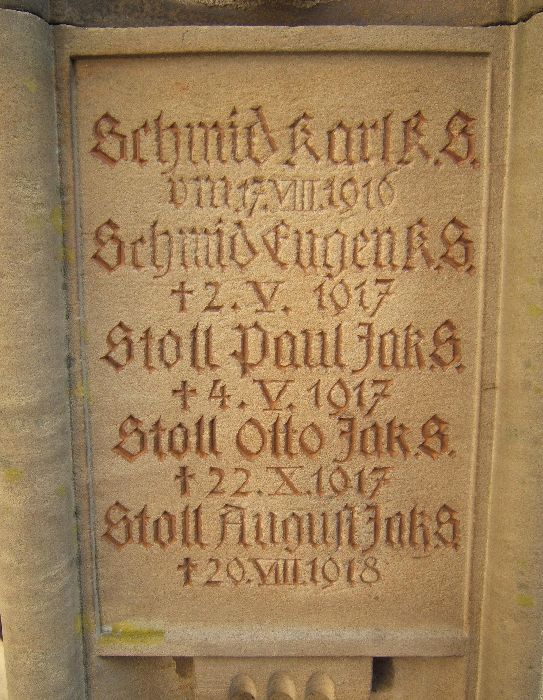 Schmid Karl K. S.
vm 17.VIII.1916
Schmid Eugen K. S.
† 2. V. 1917
Stoll Paul Jak S.
† 4. V. 1917
Stoll Otto Jak S.
† 22. X. 1917
Stoll August Jak S.
† 20. VIII. 1918